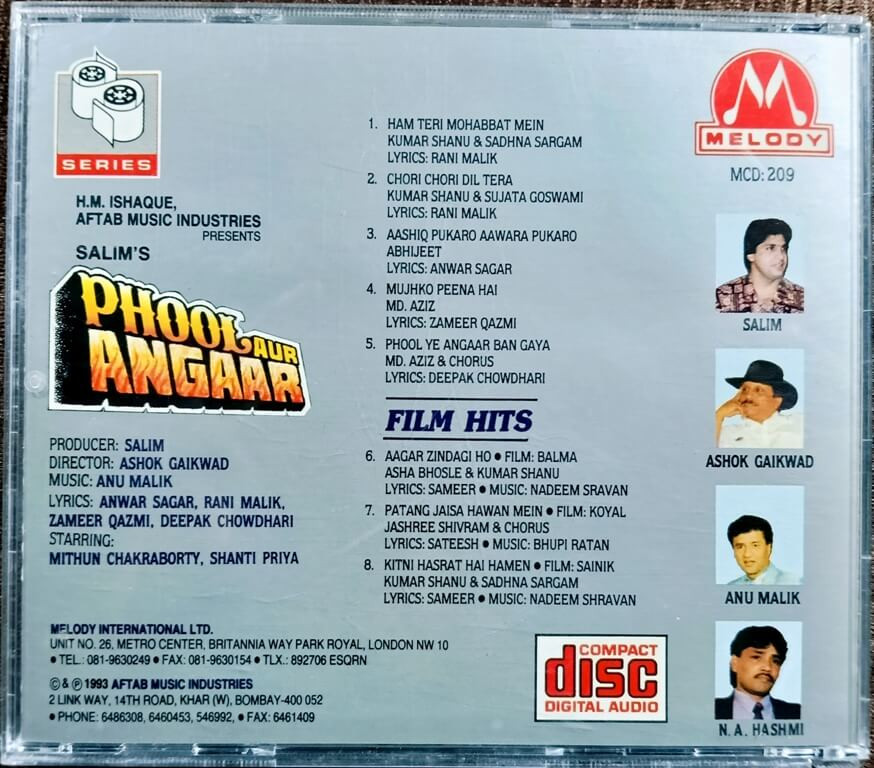 SERIES
H.M. ISHAQUE,
AFTAB MUSIC INDUSTRIES
PRESENTS
SALIM'S
PHOOL AUR
ANGAAR
PRODUCER: SALIM
DIRECTOR: ASHOK GAIKWAD
MUSIC: ANU MALIK
LYRICS: ANWAR SAGAR, RANI MALIK,
ZAMEER QAZMI, DEEPAK CHOWDHARI
STARRING:
MITHUN CHAKRABORTY, SHANTI PRIYA
1. HAM TERI MOHABBAT MEIN
KUMAR SHANU & SADHNA SARGAM
LYRICS: RANI MALIK
2. CHORI CHORI DIL TERA
KUMAR SHANU & SUJATA GOSWAMI
LYRICS: RANI MALIK
3. AASHIQ PUKARO AAWARA PUKARO
ABHIJEET
LYRICS: ANWAR SAGAR
4. MUJHKO PEENA HAI
MD. AZIZ
LYRICS: ZAMEER QAZMI
5. PHOOL YE ANGAAR BAN GAYA
MD. AZIZ & CHORUS
LYRICS: DEEPAK CHOWDHARI
FILM HITS
6. AAGAR ZINDAGI HO ● FILM: BALMA
ASHA BHOSLE & KUMAR SHANU
LYRICS: SAMEER ● MUSIC: NADEEM SRAVAN
7. PATANG JAISA HAWAN MEIN ● FILM: KOYAL
JASHREE SHIVRAM & CHORUS
LYRICS: SATEESH ● MUSIC: BHUPI RATAN
8. KITNI HASRAT HAI HAMEN ● FILM: SAINIK
KUMAR SHANU & SADHNA SARGAM
LYRICS: SAMEER ● MUSIC: NADEEM SHRAVAN
MELODY
MCD: 209
SALIM
ASHOK GAIKWAD
ANU MALIK
N.A. HASHMI
MELODY INTERNATIONAL LTD.
UNIT NO. 26, METRO CENTER, BRITANNIA WAY PARK ROYAL, LONDON NW 10
● TEL.: 081-9630249 ● FAX: 081-9630154 ● TLX.: 892706 ESQRN
© & ℗ 1993 AFTAB MUSIC INDUSTRIES
2 LINK WAY, 14TH ROAD, KHAR (W), BOMBAY-400 052
● PHONE: 6486308, 6460453, 546992, ● FAX: 6461409
COMPACT
disc
DIGITAL AUDIO